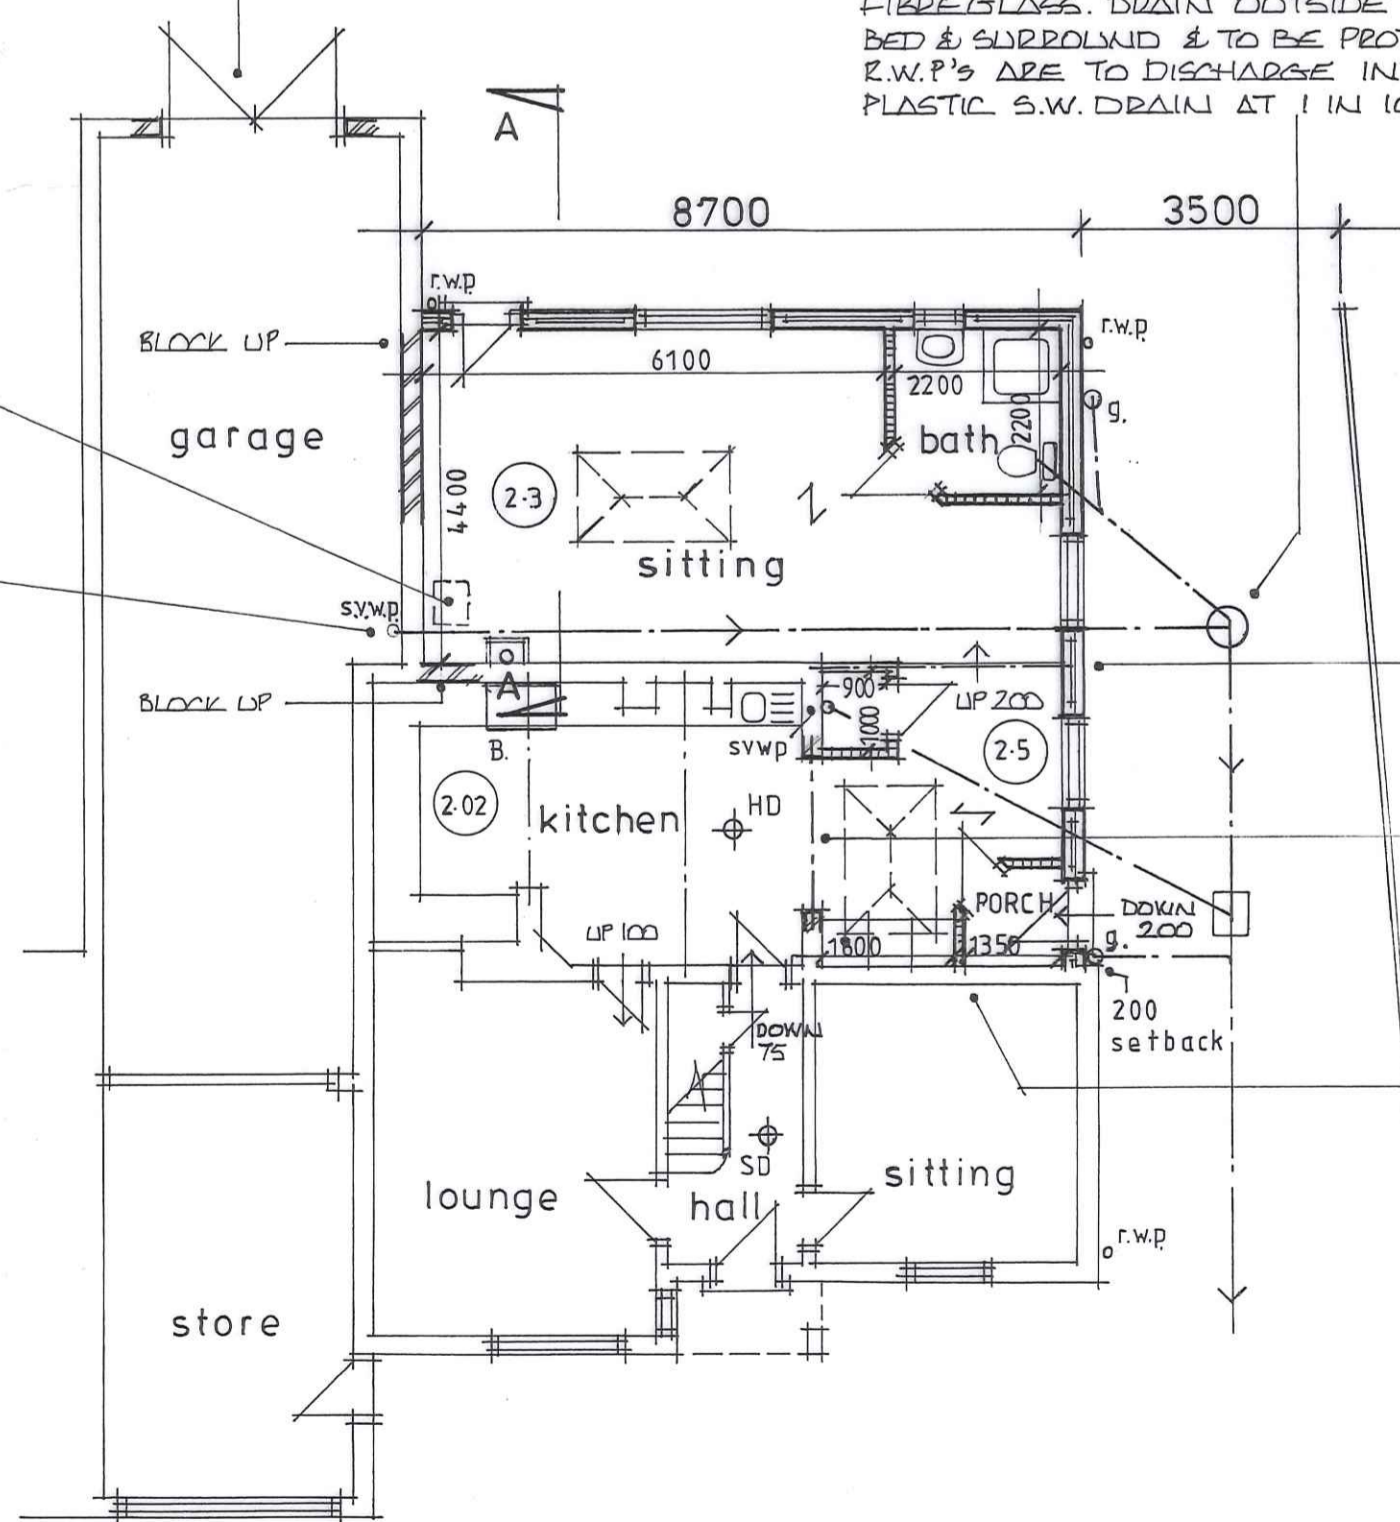 FIBREGLASS. DRAIN OUTSIDE
BED & SURROUND & TO BE PROT
R.W.P'S ARE TO DISCHARGE IN
PLASTIC S.W. DRAIN AT 1 IN 10
A
8700
3500
r.w.p
r.w.p
BLOCK UP
6100
2200
g.
2200
garage
bath
4400
2·3
sitting
s.v.w.p.
A
900
UP 200
BLOCK UP
1000
B.
svwp
2·5
2·02
kitchen
HD
PORCH
DOWN
200
UP 100
1800
1350
g.
200
setback
DOWN
75
SD
lounge
hall
sitting
r.w.p
store